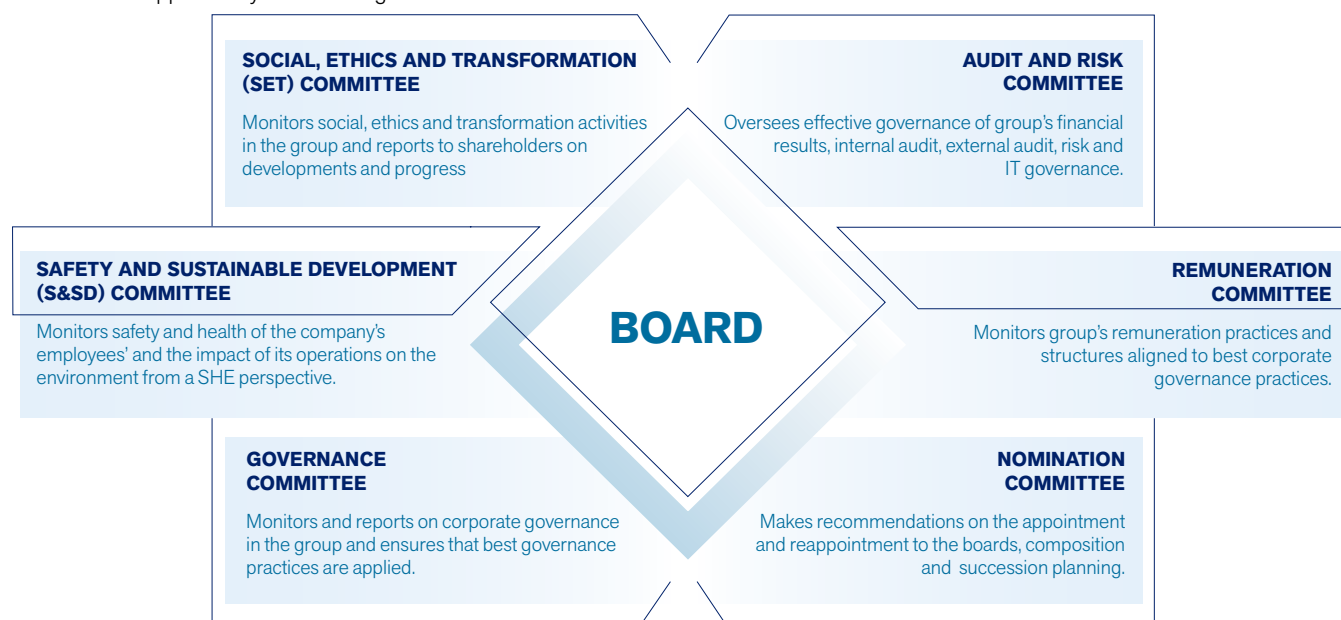 SOCIAL, ETHICS AND TRANSFORMATION
(SET) COMMITTEE
Monitors social, ethics and transformation activities
in the group and reports to shareholders on
developments and progress
AUDIT AND RISK
COMMITTEE
Oversees effective governance of group's financial
results, internal audit, external audit, risk and
IT governance.
SAFETY AND SUSTAINABLE DEVELOPMENT
(S&SD) COMMITTEE
Monitors safety and health of the company's
employees' and the impact of its operations on the
environment from a SHE perspective.
BOARD
REMUNERATION
COMMITTEE
Monitors group's remuneration practices and
structures aligned to best corporate
governance practices.
GOVERNANCE
COMMITTEE
Monitors and reports on corporate governance
in the group and ensures that best governance
practices are applied.
NOMINATION
COMMITTEE
Makes recommendations on the appointment
and reappointment to the boards, composition
and succession planning.